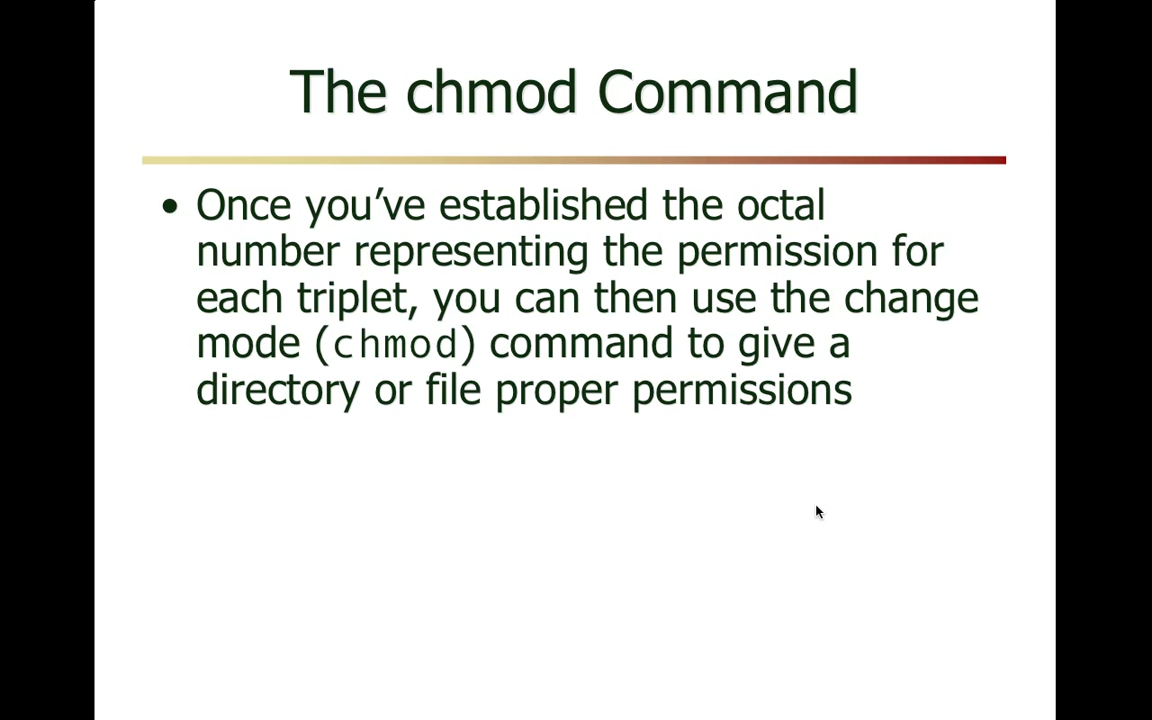 The chmod Command
• Once you’ve established the octal
number representing the permission for
each triplet, you can then use the change
mode (chmod) command to give a
directory or file proper permissions